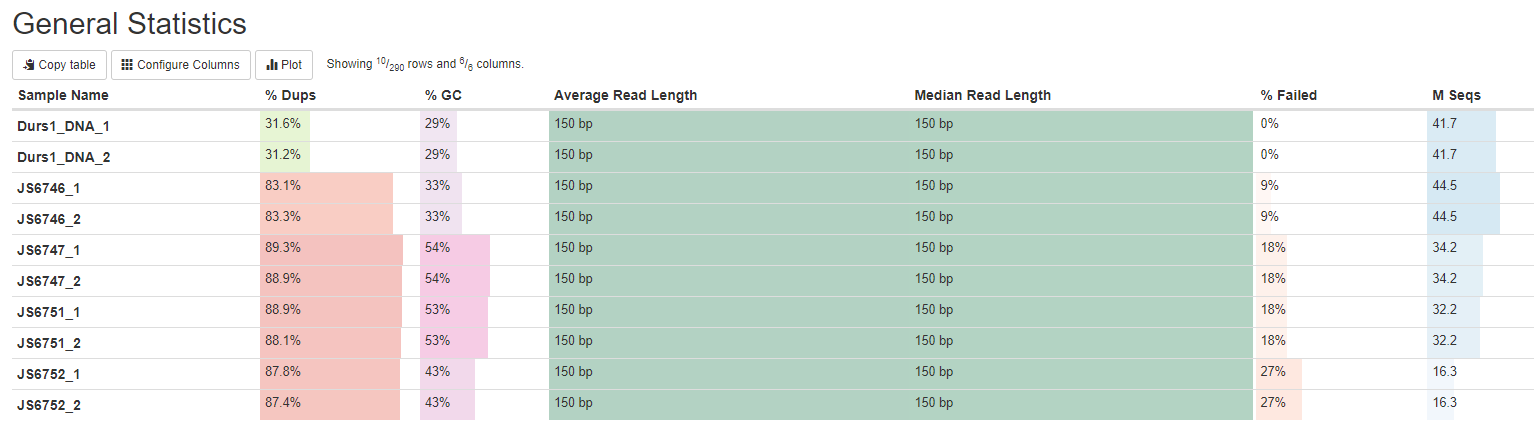 General Statistics
Copy table Configure Columns Plot Showing 10/290 rows and 6/6 columns.
Sample Name % Dups % GC Average Read Length Median Read Length % Failed M Seqs
Durs1_DNA_1 31.6% 29% 150 bp 150 bp 0% 41.7
Durs1_DNA_2 31.2% 29% 150 bp 150 bp 0% 41.7
JS6746_1 83.1% 33% 150 bp 150 bp 9% 44.5
JS6746_2 83.3% 33% 150 bp 150 bp 9% 44.5
JS6747_1 89.3% 54% 150 bp 150 bp 18% 34.2
JS6747_2 88.9% 54% 150 bp 150 bp 18% 34.2
JS6751_1 88.9% 53% 150 bp 150 bp 18% 32.2
JS6751_2 88.1% 53% 150 bp 150 bp 18% 32.2
JS6752_1 87.8% 43% 150 bp 150 bp 27% 16.3
JS6752_2 87.4% 43% 150 bp 150 bp 27% 16.3